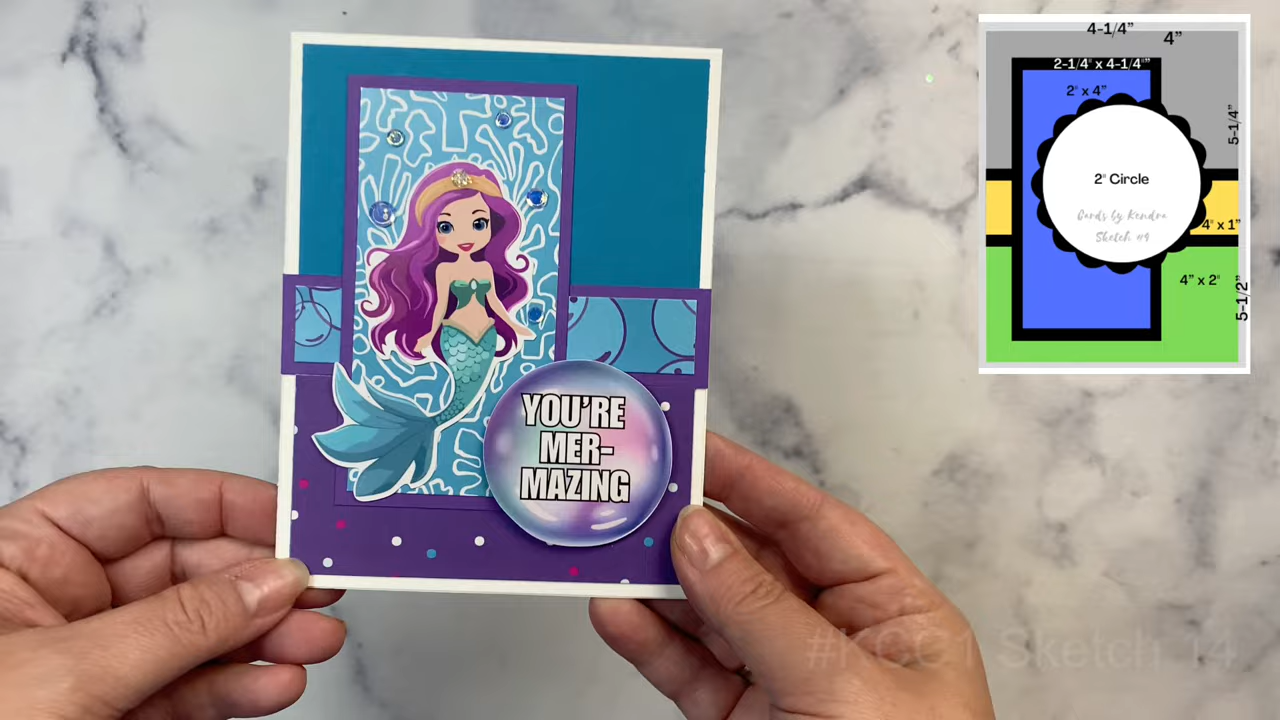 4-1/4”
4”
2-1/4" x 4-1/4"
2" x 4”
5-1/4”
2" Circle
Cards by Kendra
Sketch #9
4" x 1"
4” x 2"
5-1/2”
YOU’RE
MER-
MAZING
#KCC1 Sketch 14